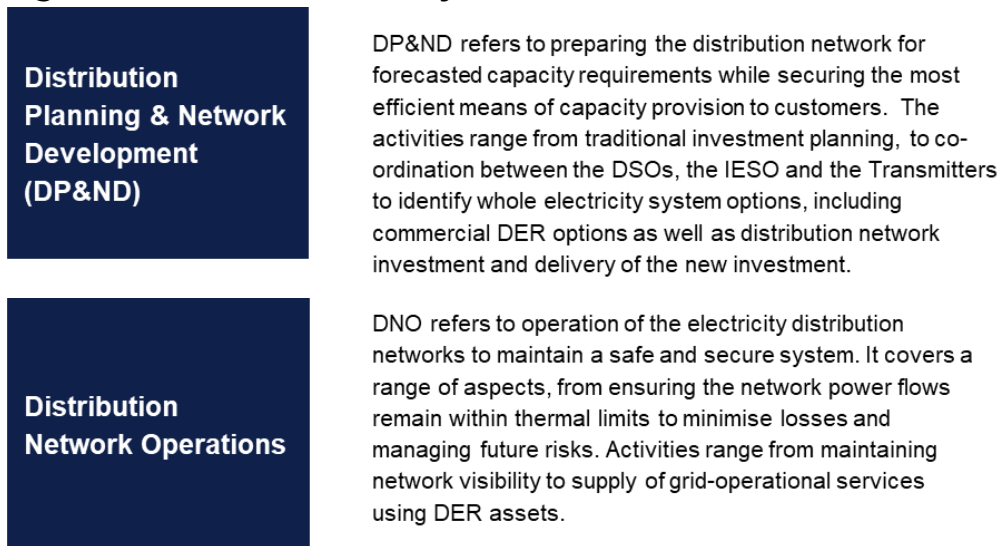 Distribution
Planning & Network
Development
(DP&ND)
DP&ND refers to preparing the distribution network for
forecasted capacity requirements while securing the most
efficient means of capacity provision to customers.  The
activities range from traditional investment planning, to co-
ordination between the DSOs, the IESO and the Transmitters
to identify whole electricity system options, including
commercial DER options as well as distribution network
investment and delivery of the new investment.
Distribution
Network Operations
DNO refers to operation of the electricity distribution
networks to maintain a safe and secure system. It covers a
range of aspects, from ensuring the network power flows
remain within thermal limits to minimise losses and
managing future risks. Activities range from maintaining
network visibility to supply of grid-operational services
using DER assets.